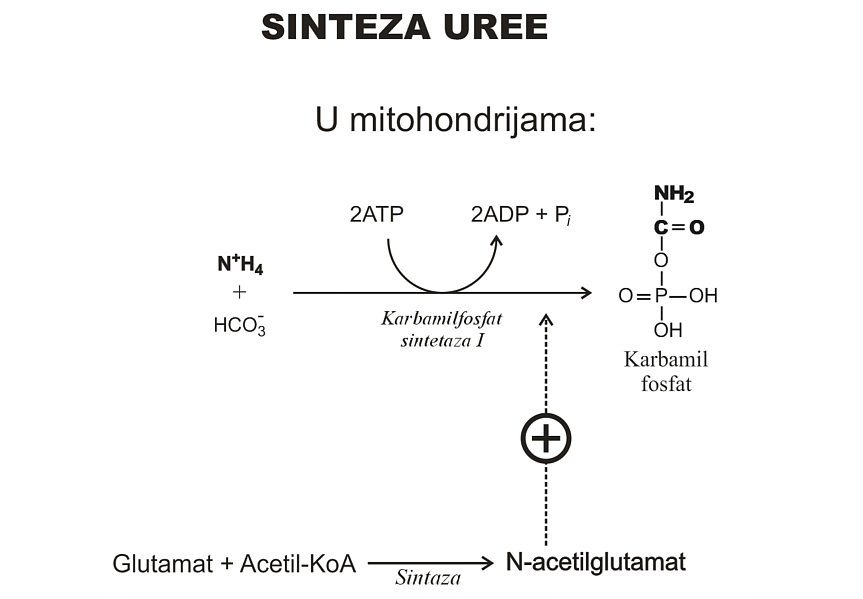 SINTEZA UREE
U mitohondrijama:
2ATP 2ADP + Pi
N⁺H₄
+
HCO₃⁻
Karbamilfosfat
sintetaza I
NH₂
C=O
O
O=P—OH
OH
Karbamil
fosfat
+
Glutamat + Acetil-KoA
Sintaza
N-acetilglutamat